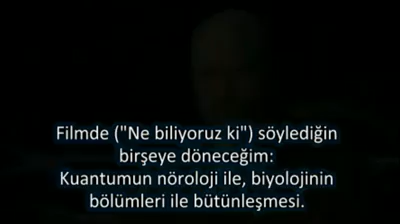 Filmde ("Ne biliyoruz ki") söylediğin
birşeye döneceğim:
Kuantumun nöroloji ile, biyolojinin
bölümleri ile bütünleşmesi.